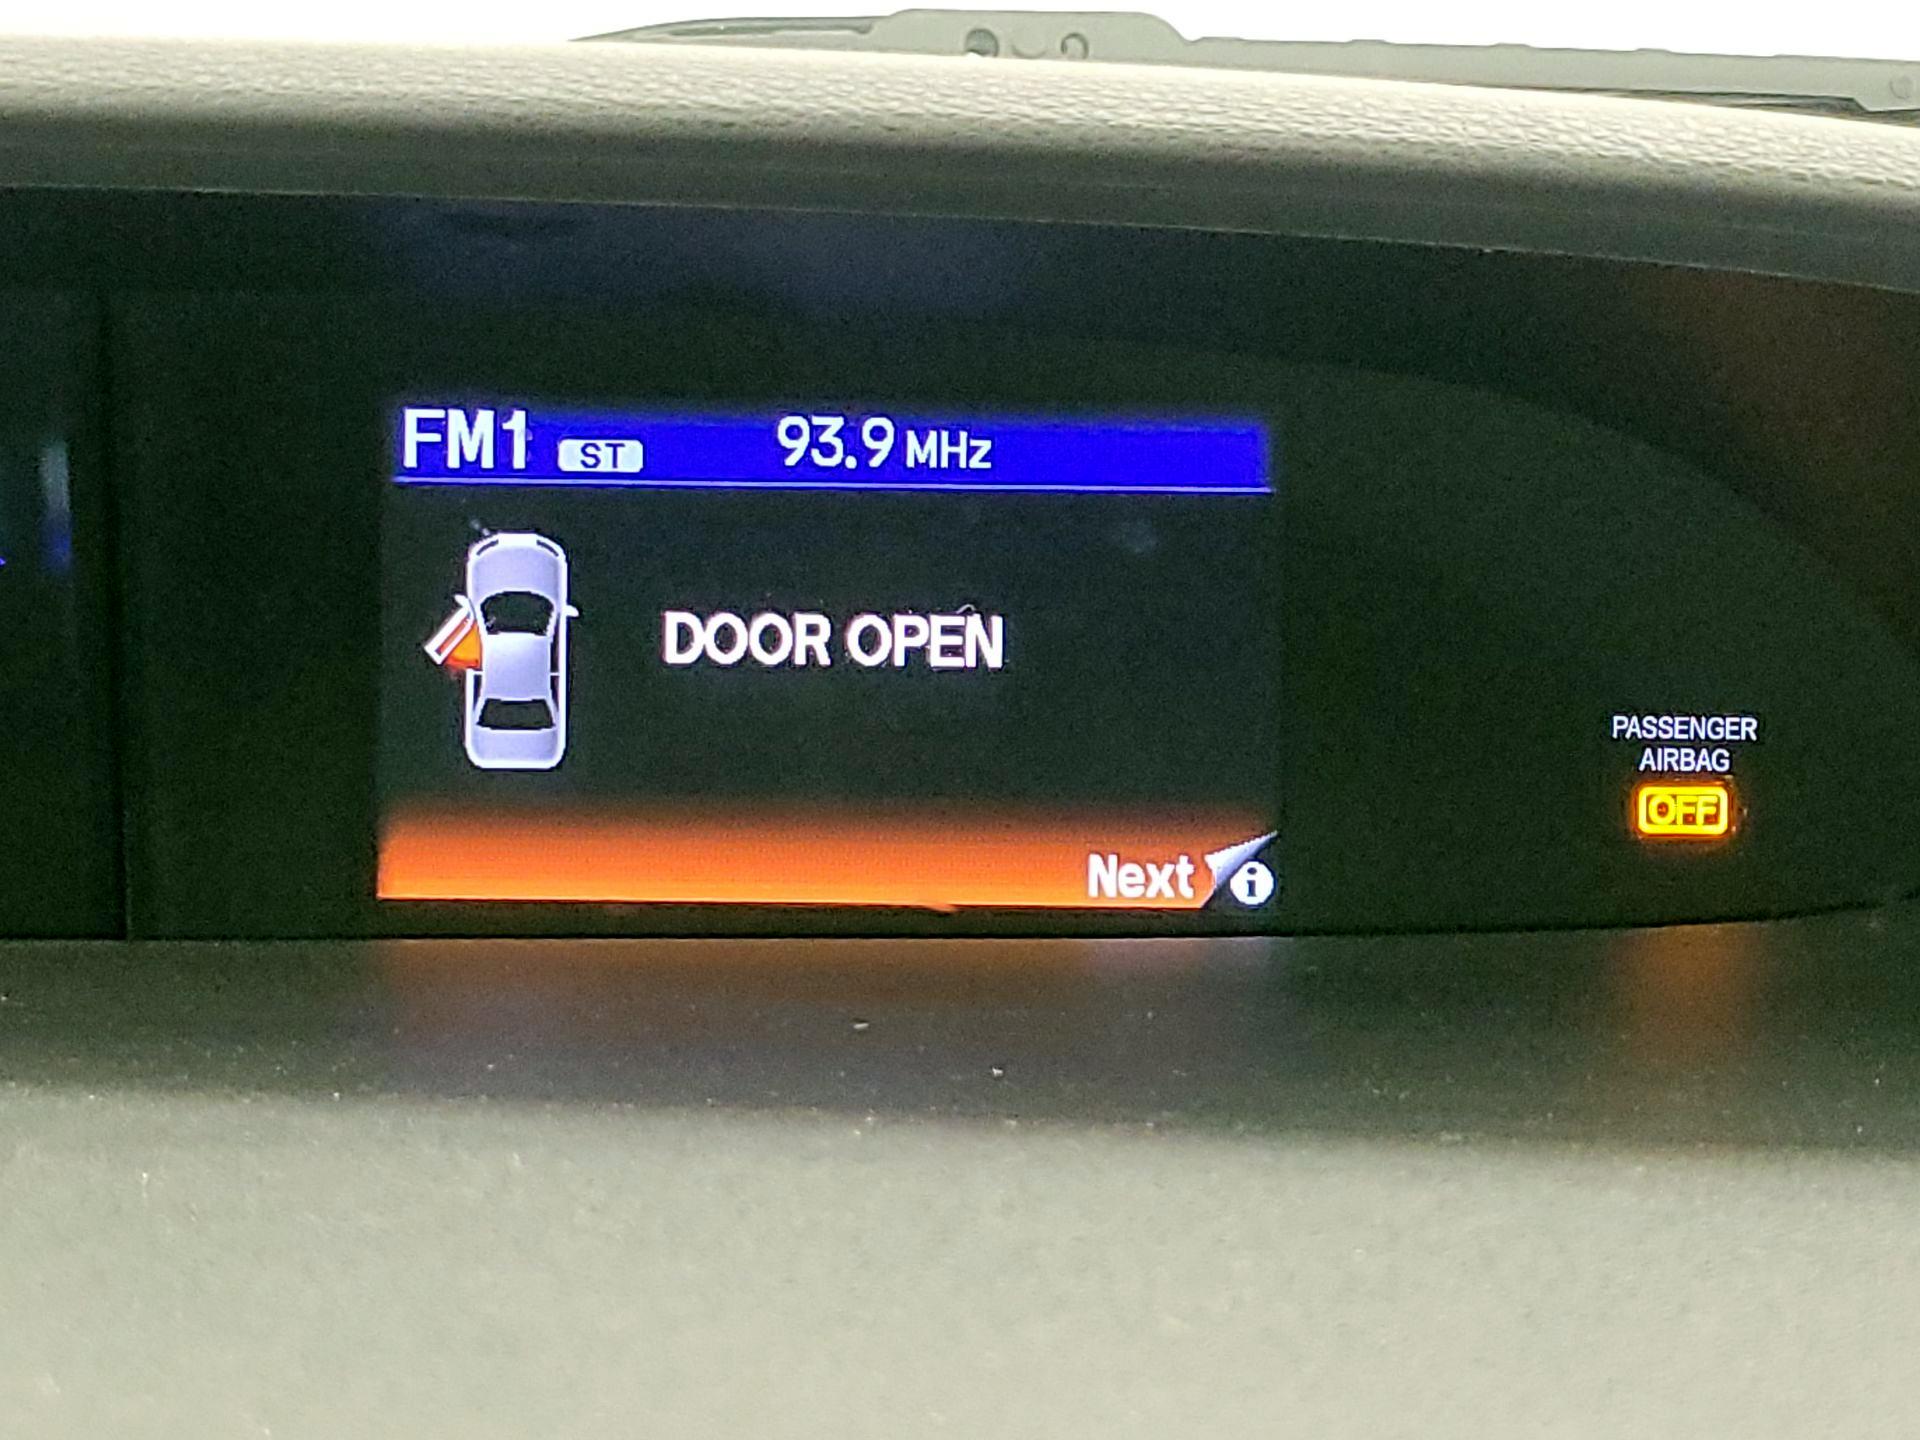 FM1 ST 93.9 MHz
DOOR OPEN
PASSENGER
AIRBAG
OFF
Next i